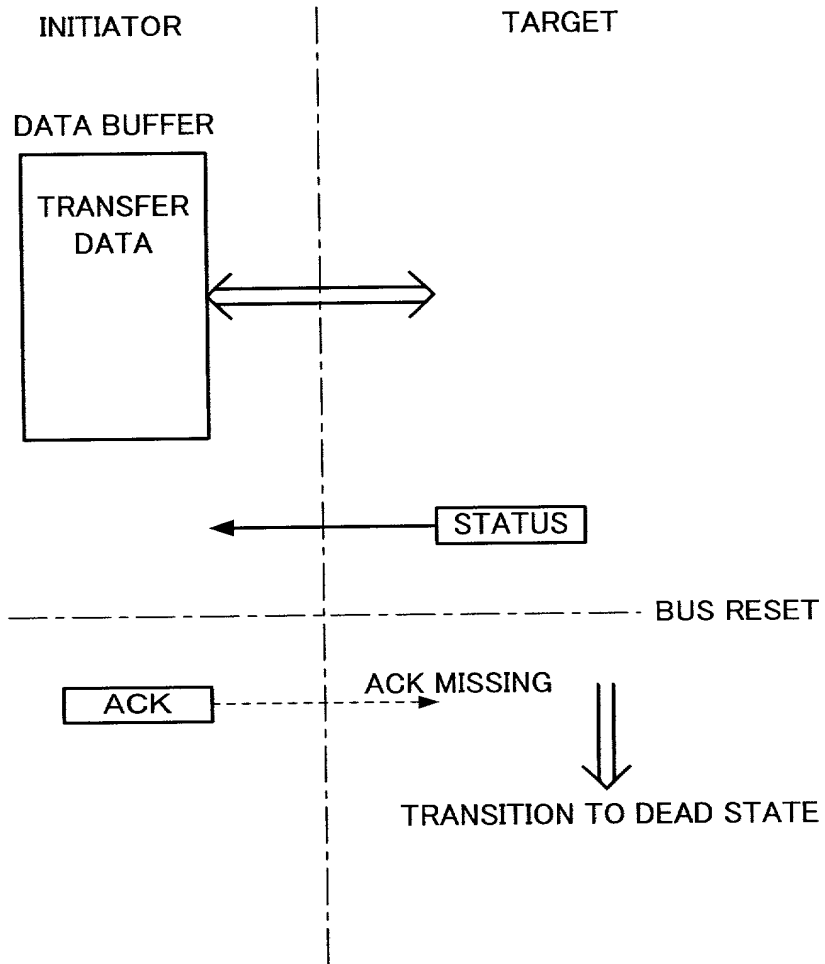 INITIATOR
TARGET
DATA BUFFER
TRANSFER
DATA
STATUS
BUS RESET
ACK
ACK MISSING
TRANSITION TO DEAD STATE